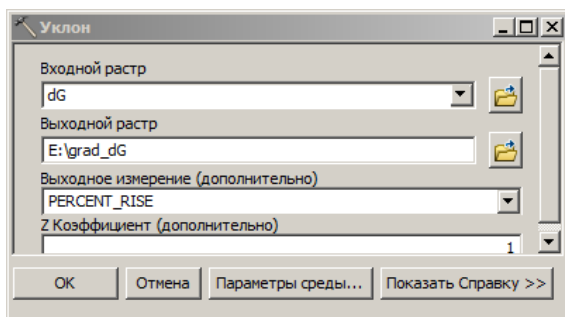 Уклон
Входной растр
dG
Выходной растр
E:\grad_dG
Выходное измерение (дополнительно)
PERCENT_RISE
Z Коэффициент (дополнительно)
1
OK Отмена Параметры среды... Показать Справку >>